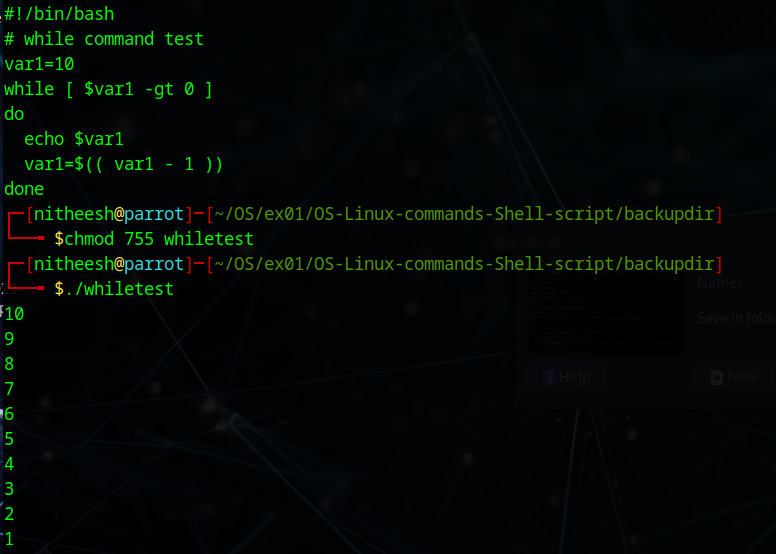 #!/bin/bash
# while command test
var1=10
while [ $var1 -gt 0 ]
do
  echo $var1
  var1=$(( var1 - 1 ))
done
┌─[nitheesh@parrot]─[~/OS/ex01/OS-Linux-commands-Shell-script/backupdir]
└──╼ $chmod 755 whiletest
┌─[nitheesh@parrot]─[~/OS/ex01/OS-Linux-commands-Shell-script/backupdir]
└──╼ $./whiletest
Name:
10
Save in folde
9
8
7
Help New
6
5
4
3
2
1